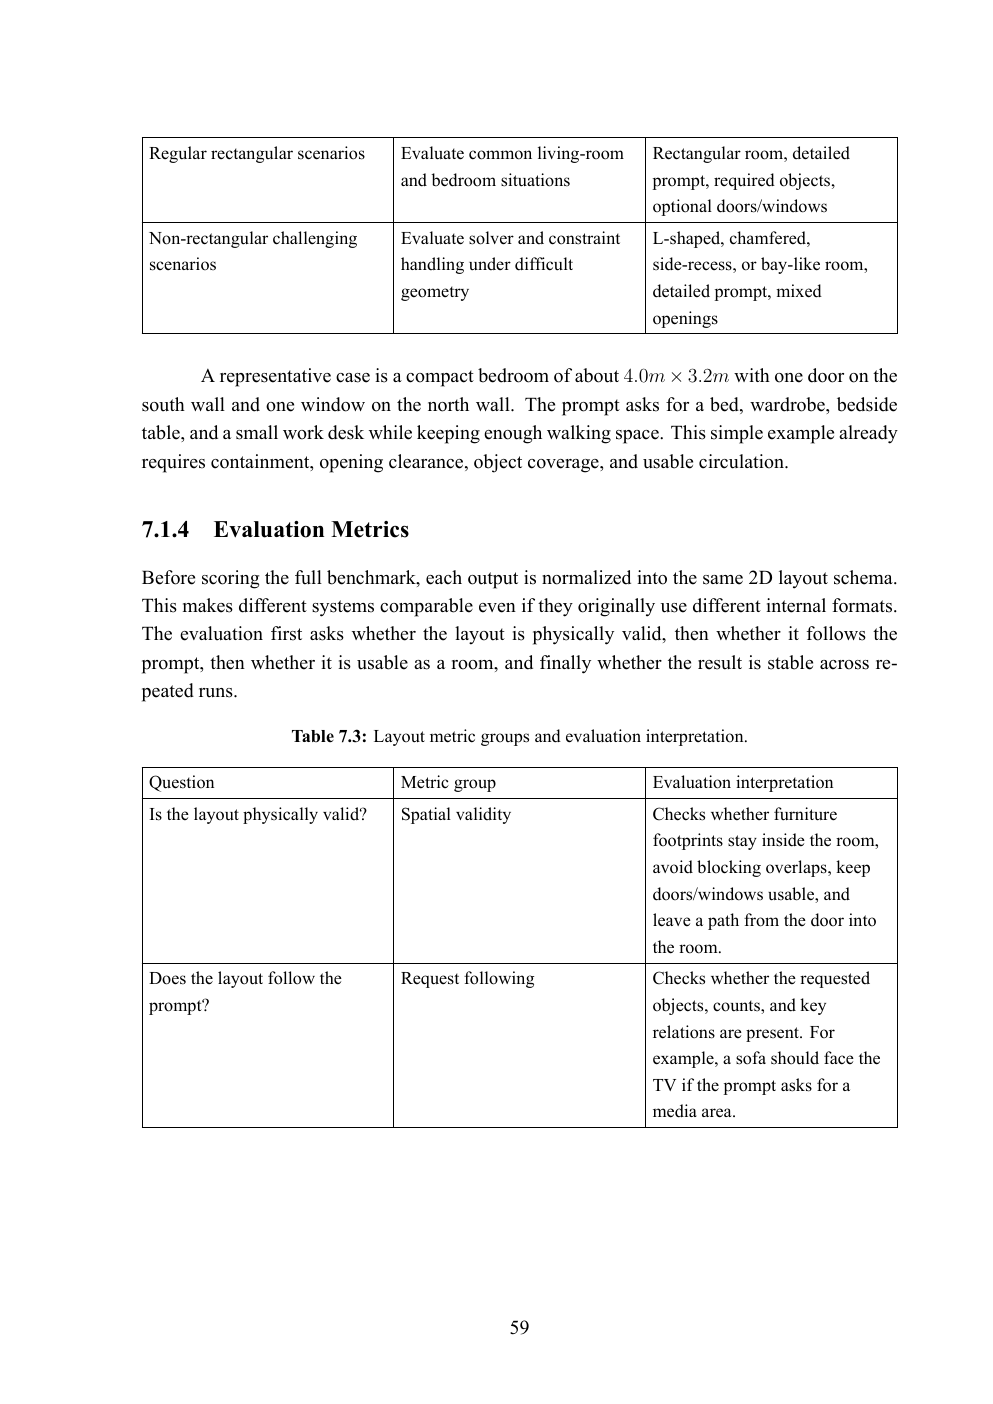 Regular rectangular scenarios
Evaluate common living-room
and bedroom situations
Rectangular room, detailed
prompt, required objects,
optional doors/windows
Non-rectangular challenging
scenarios
Evaluate solver and constraint
handling under difficult
geometry
L-shaped, chamfered,
side-recess, or bay-like room,
detailed prompt, mixed
openings
A representative case is a compact bedroom of about 4.0m × 3.2m with one door on the
south wall and one window on the north wall. The prompt asks for a bed, wardrobe, bedside
table, and a small work desk while keeping enough walking space. This simple example already
requires containment, opening clearance, object coverage, and usable circulation.
7.1.4 Evaluation Metrics
Before scoring the full benchmark, each output is normalized into the same 2D layout schema.
This makes different systems comparable even if they originally use different internal formats.
The evaluation first asks whether the layout is physically valid, then whether it follows the
prompt, then whether it is usable as a room, and finally whether the result is stable across re-
peated runs.
Table 7.3: Layout metric groups and evaluation interpretation.
Question
Metric group
Evaluation interpretation
Is the layout physically valid?
Spatial validity
Checks whether furniture
footprints stay inside the room,
avoid blocking overlaps, keep
doors/windows usable, and
leave a path from the door into
the room.
Does the layout follow the
prompt?
Request following
Checks whether the requested
objects, counts, and key
relations are present. For
example, a sofa should face the
TV if the prompt asks for a
media area.
59